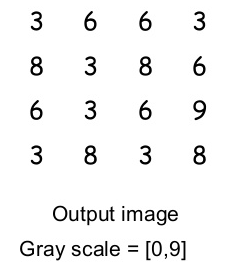 3 6 6 3
8 3 8 6
6 3 6 9
3 8 3 8
Output image
Gray scale = [0,9]